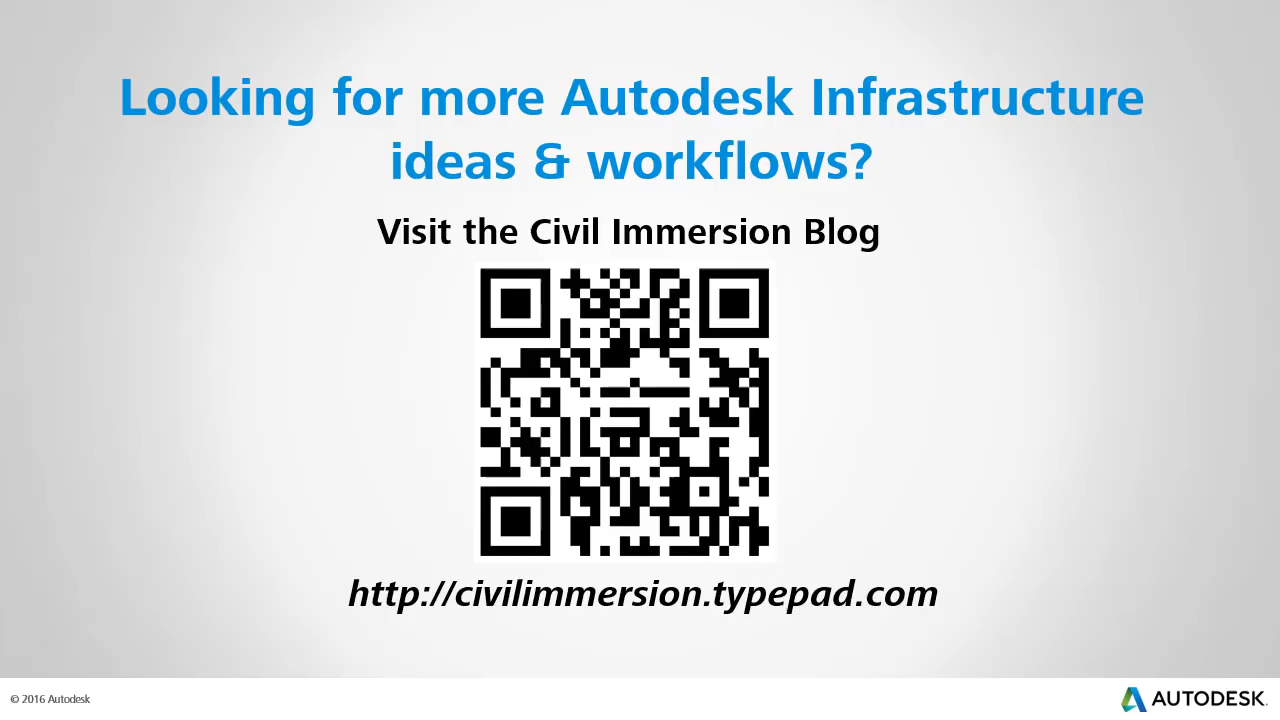 Looking for more Autodesk Infrastructure
ideas & workflows?
Visit the Civil Immersion Blog
http://civilimmersion.typepad.com
© 2016 Autodesk
AUTODESK.